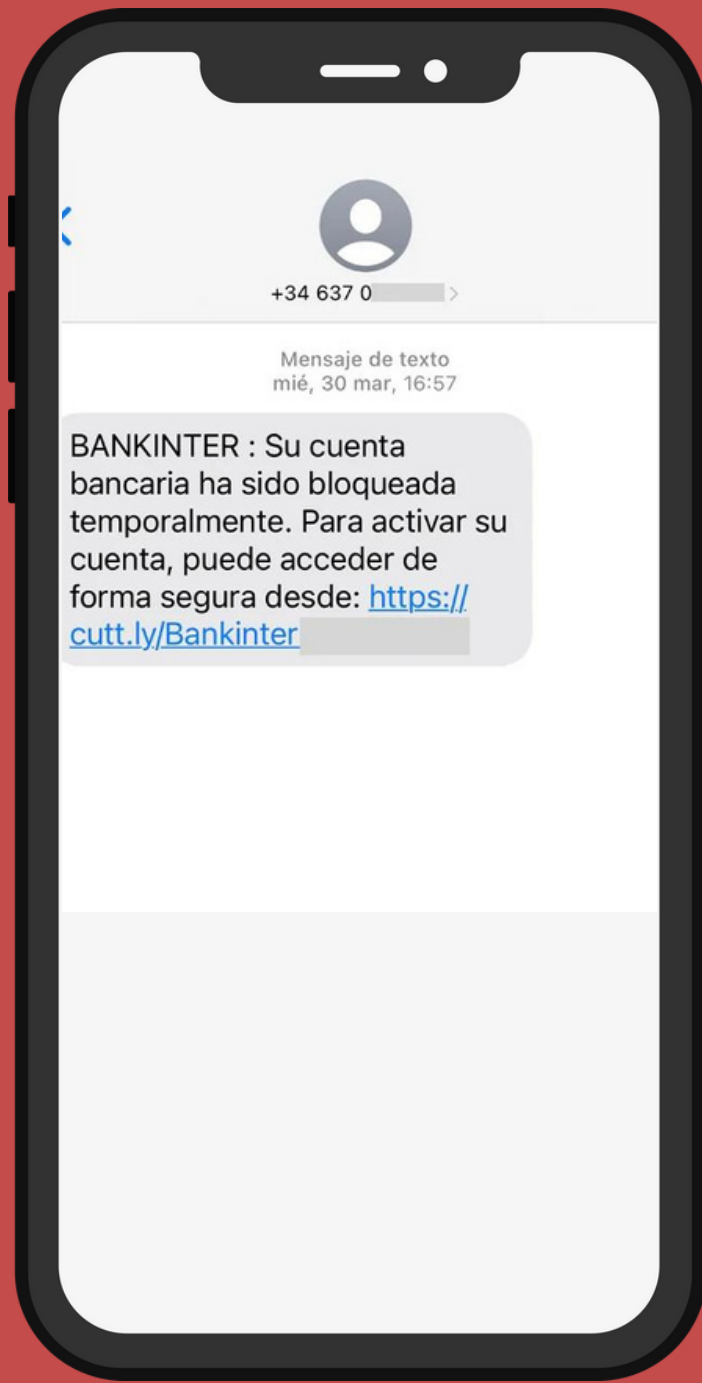 +34 637 0
Mensaje de texto
mié, 30 mar, 16:57
BANKINTER : Su cuenta
bancaria ha sido bloqueada
temporalmente. Para activar su
cuenta, puede acceder de
forma segura desde: https://
cutt.ly/Bankinter